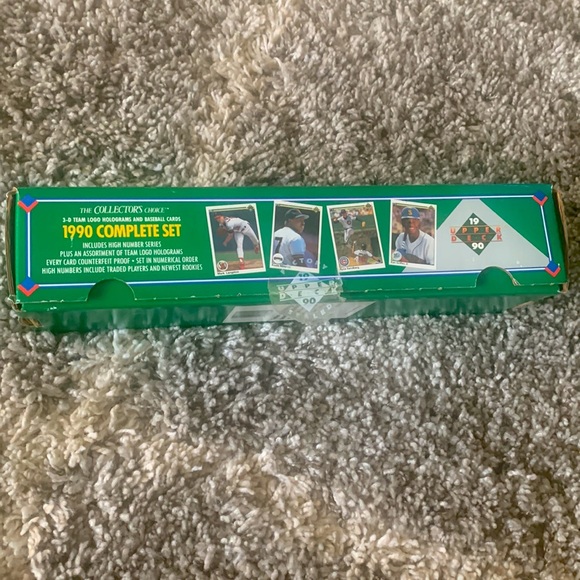 THE COLLECTOR'S CHOICE™
3-D TEAM LOGO HOLOGRAMS AND BASEBALL CARDS
1990 COMPLETE SET
INCLUDES HIGH NUMBER SERIES
PLUS AN ASSORTMENT OF TEAM LOGO HOLOGRAMS
EVERY CARD COUNTERFEIT PROOF • SET IN NUMERICAL ORDER
HIGH NUMBERS INCLUDE TRADED PLAYERS AND NEWEST ROOKIES
7
19
UPPER
DECK
90